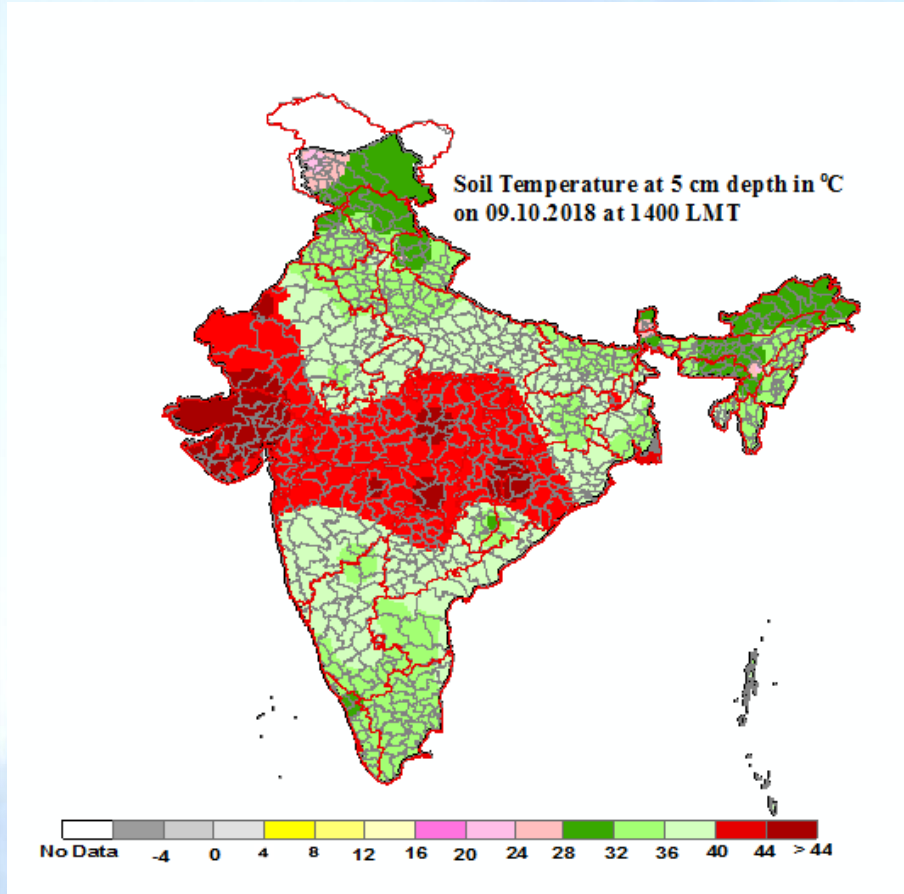 Soil Temperature at 5 cm depth in ⁰C
on 09.10.2018 at 1400 LMT
No Data -4 0 4 8 12 16 20 24 28 32 36 40 44 > 44